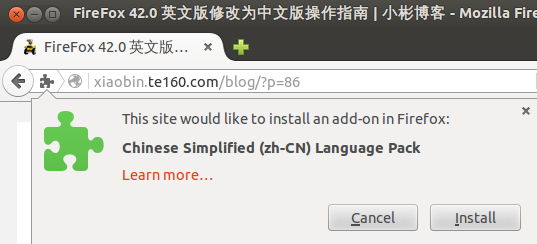 FireFox 42.0 英文版修改为中文版操作指南 | 小彬博客 - Mozilla Fire
FireFox 42.0 英文版...
xiaobin.te160.com/blog/?p=86
This site would like to install an add-on in Firefox:
Chinese Simplified (zh-CN) Language Pack
Learn more...
Cancel
Install